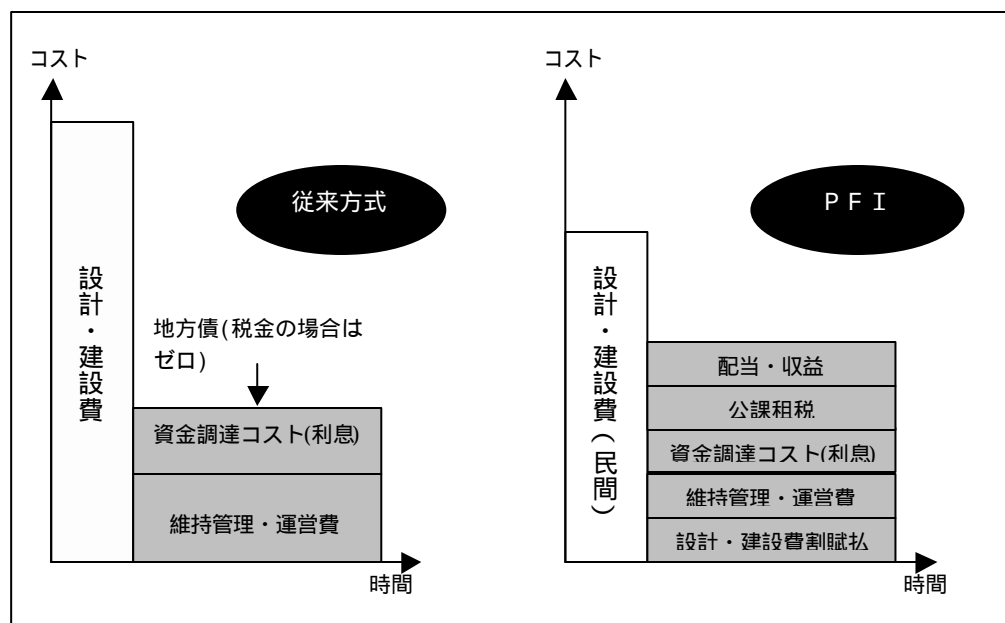 コスト
従来方式
設計・建設費
地方債(税金の場合は
ゼロ)
資金調達コスト(利息)
維持管理・運営費
時間
コスト
ＰＦＩ
設計・建設費(民間)
配当・収益
公課租税
資金調達コスト(利息)
維持管理・運営費
設計・建設費割賦払
時間